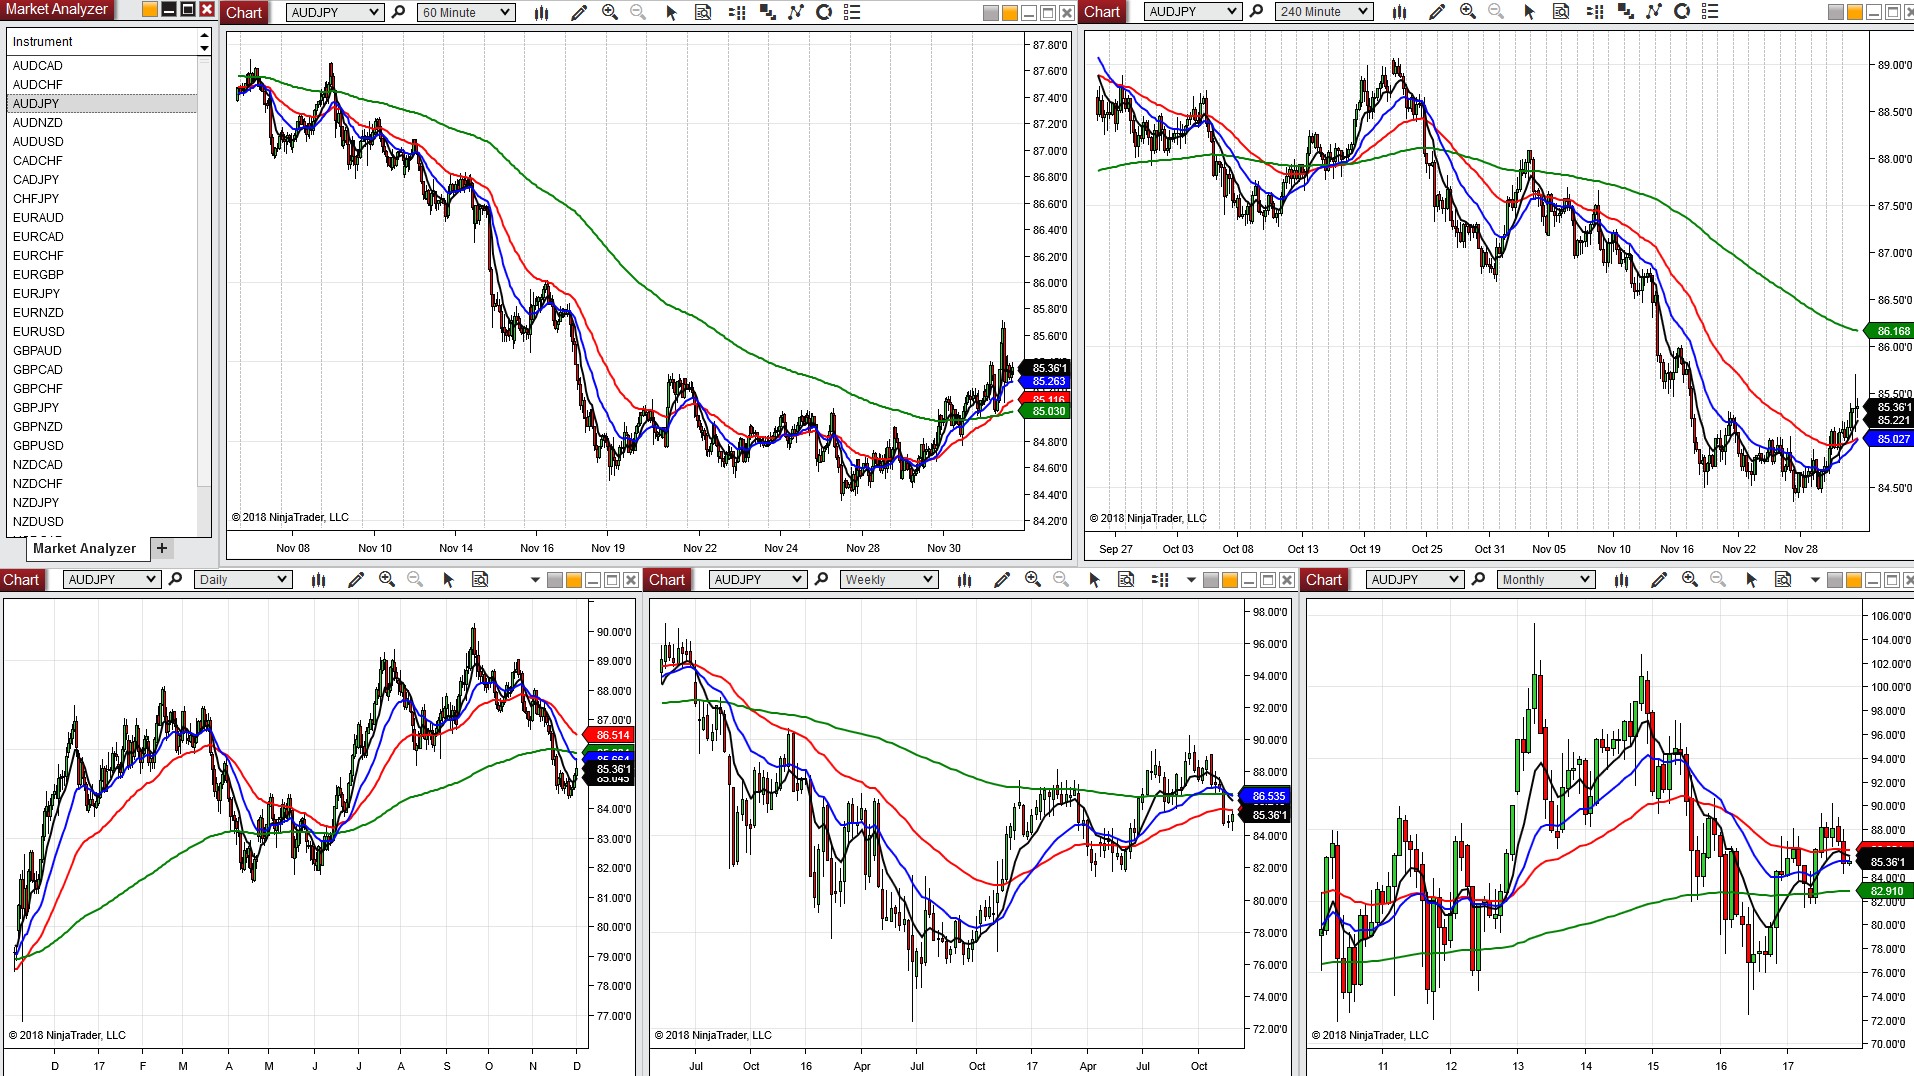 Market Analyzer
Instrument
AUDCAD
AUDCHF
AUDJPY
AUDNZD
AUDUSD
CADCHF
CADJPY
CHFJPY
EURAUD
EURCAD
EURCHF
EURGBP
EURJPY
EURNZD
EURUSD
GBPAUD
GBPCAD
GBPCHF
GBPJPY
GBPNZD
GBPUSD
NZDCAD
NZDCHF
NZDJPY
NZDUSD
Market Analyzer +
Chart AUDJPY 60 Minute
87.80'0
87.60'0
87.40'0
87.20'0
87.00'0
86.80'0
86.60'0
86.40'0
86.20'0
86.00'0
85.80'0
85.60'0
85.36'1
85.263
85.116
85.030
84.80'0
84.60'0
84.40'0
84.20'0
© 2018 NinjaTrader, LLC
Nov 08 Nov 10 Nov 14 Nov 16 Nov 19 Nov 22 Nov 24 Nov 28 Nov 30
Chart AUDJPY 240 Minute
89.00'0
88.50'0
88.00'0
87.50'0
87.00'0
86.50'0
86.168
86.00'0
85.50'0
85.36'1
85.221
85.027
84.50'0
© 2018 NinjaTrader, LLC
Sep 27 Oct 03 Oct 08 Oct 13 Oct 19 Oct 25 Oct 31 Nov 05 Nov 10 Nov 16 Nov 22 Nov 28
Chart AUDJPY Daily
90.00'0
89.00'0
88.00'0
87.00'0
86.514
85.36'1
84.00'0
83.00'0
82.00'0
81.00'0
80.00'0
79.00'0
78.00'0
77.00'0
© 2018 NinjaTrader, LLC
D 17 F M A M J J A S O N D
Chart AUDJPY Weekly
98.00'0
96.00'0
94.00'0
92.00'0
90.00'0
88.00'0
86.535
85.36'1
84.00'0
82.00'0
80.00'0
78.00'0
76.00'0
74.00'0
72.00'0
© 2018 NinjaTrader, LLC
Jul Oct 16 Apr Jul Oct 17 Apr Jul Oct
Chart AUDJPY Monthly
106.00'0
104.00'0
102.00'0
100.00'0
98.00'0
96.00'0
94.00'0
92.00'0
90.00'0
88.00'0
85.36'1
84.00'0
82.910
80.00'0
78.00'0
76.00'0
74.00'0
72.00'0
70.00'0
© 2018 NinjaTrader, LLC
11 12 13 14 15 16 17